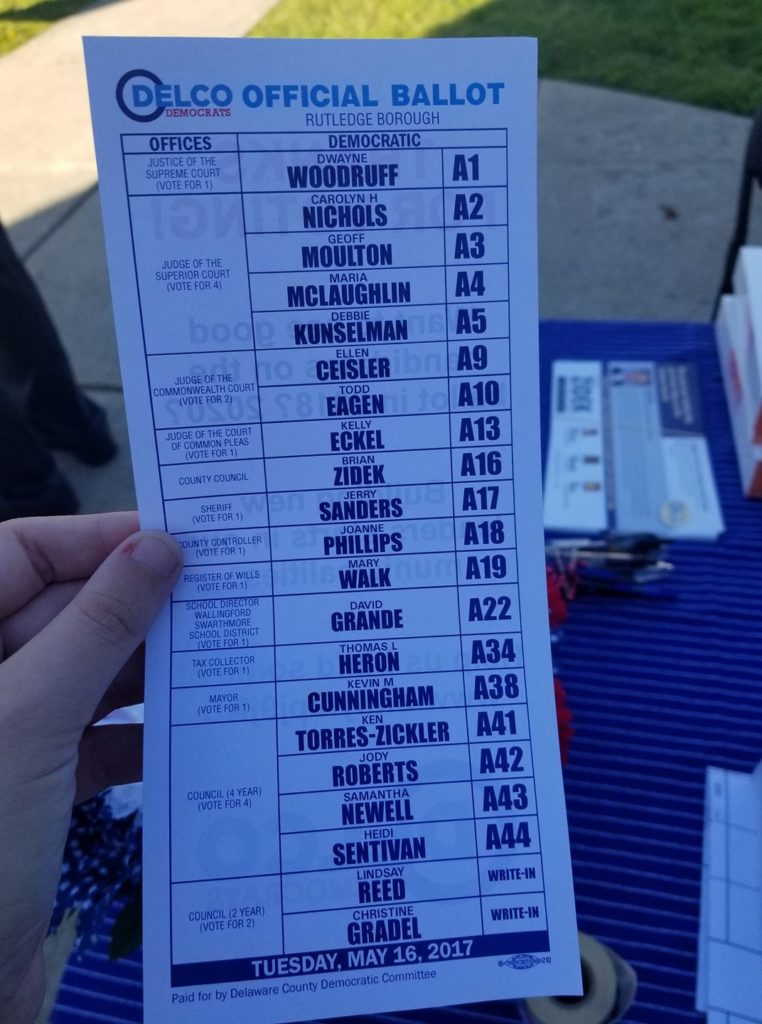 DELCO OFFICIAL BALLOT
DEMOCRATS
RUTLEDGE BOROUGH
OFFICES DEMOCRATIC
JUSTICE OF THE
SUPREME COURT
(VOTE FOR 1)
DWAYNE
WOODRUFF A1
JUDGE OF THE
SUPERIOR COURT
(VOTE FOR 4)
CAROLYN H
NICHOLS A2
GEOFF
MOULTON A3
MARIA
MCLAUGHLIN A4
DEBBIE
KUNSELMAN A5
JUDGE OF THE
COMMONWEALTH COURT
(VOTE FOR 2)
ELLEN
CEISLER A9
TODD
EAGEN A10
JUDGE OF THE COURT
OF COMMON PLEAS
(VOTE FOR 1)
KELLY
ECKEL A13
COUNTY COUNCIL
BRIAN
ZIDEK A16
SHERIFF
(VOTE FOR 1)
JERRY
SANDERS A17
COUNTY CONTROLLER
(VOTE FOR 1)
JOANNE
PHILLIPS A18
REGISTER OF WILLS
(VOTE FOR 1)
MARY
WALK A19
SCHOOL DIRECTOR
WALLINGFORD
SWARTHMORE
SCHOOL DISTRICT
(VOTE FOR 1)
DAVID
GRANDE A22
TAX COLLECTOR
(VOTE FOR 1)
THOMAS L
HERON A34
MAYOR
(VOTE FOR 1)
KEVIN M
CUNNINGHAM A38
COUNCIL (4 YEAR)
(VOTE FOR 4)
KEN
TORRES-ZICKLER A41
JODY
ROBERTS A42
SAMANTHA
NEWELL A43
HEIDI
SENTIVAN A44
COUNCIL (2 YEAR)
(VOTE FOR 2)
LINDSAY
REED WRITE-IN
CHRISTINE
GRADEL WRITE-IN
TUESDAY, MAY 16, 2017
Paid for by Delaware County Democratic Committee
ZIDEK